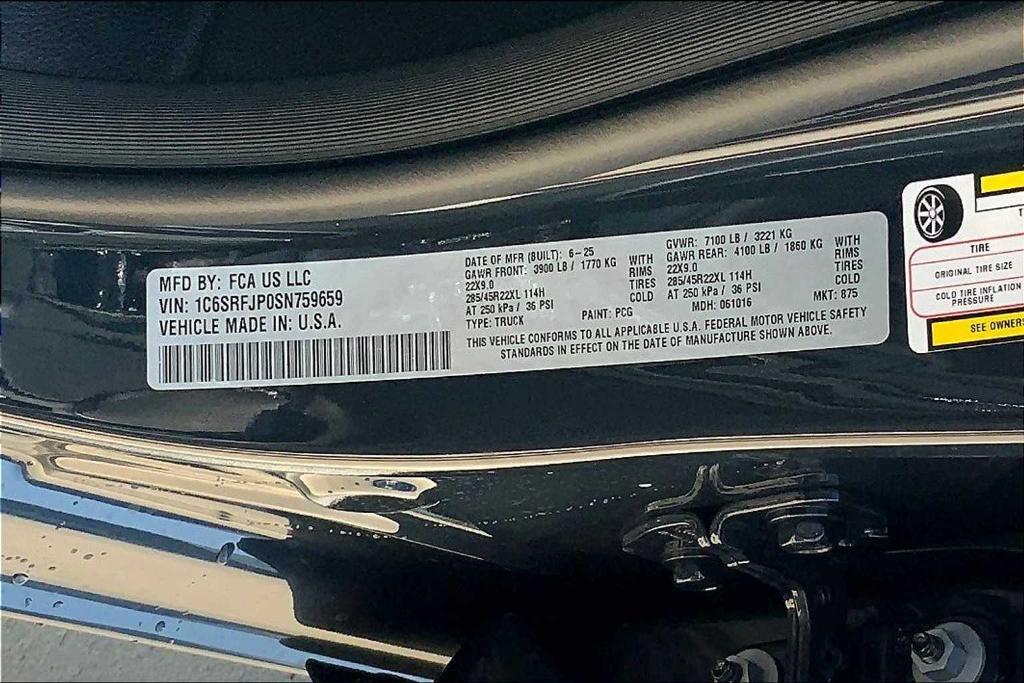 MFD BY: FCA US LLC
VIN: 1C6SRFJP0SN759659
VEHICLE MADE IN: U.S.A.
DATE OF MFR (BUILT): 6-25
GAWR FRONT: 3900 LB / 1770 KG WITH
22X9.0 RIMS
285/45R22XL 114H TIRES
AT 250 kPa / 36 PSI COLD
TYPE: TRUCK PAINT: PCG
GVWR: 7100 LB / 3221 KG
GAWR REAR: 4100 LB / 1860 KG WITH
22X9.0 RIMS
285/45R22XL 114H TIRES
AT 250 kPa / 36 PSI COLD
MDH: 061016 MKT: 875
THIS VEHICLE CONFORMS TO ALL APPLICABLE U.S.A. FEDERAL MOTOR VEHICLE SAFETY
STANDARDS IN EFFECT ON THE DATE OF MANUFACTURE SHOWN ABOVE.
TIRE
ORIGINAL TIRE SIZE
COLD TIRE INFLATION
PRESSURE
SEE OWNERS